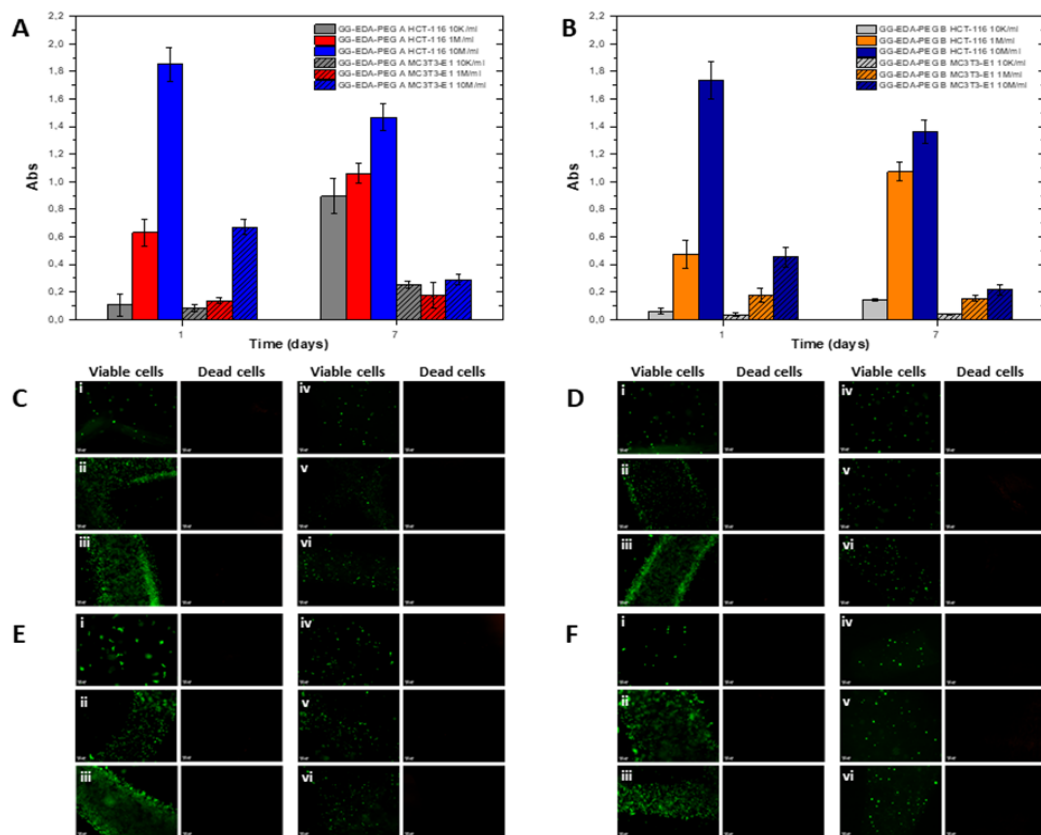 A
B
GG-EDA-PEG A HCT-116 10K/ml
GG-EDA-PEG A HCT-116 1M/ml
GG-EDA-PEG A HCT-116 10M/ml
GG-EDA-PEG A MC3T3-E1 10K/ml
GG-EDA-PEG A MC3T3-E1 1M/ml
GG-EDA-PEG A MC3T3-E1 10M/ml
2,2
2,0
1,8
1,6
1,4
1,2
1,0
0,8
0,6
0,4
0,2
0,0
Abs
1
7
Time (days)
GG-EDA-PEG B HCT-116 10K/ml
GG-EDA-PEG B HCT-116 1M/ml
GG-EDA-PEG B HCT-116 10M/ml
GG-EDA-PEG B MC3T3-E1 10K/ml
GG-EDA-PEG B MC3T3-E1 1M/ml
GG-EDA-PEG B MC3T3-E1 10M/ml
2,2
2,0
1,8
1,6
1,4
1,2
1,0
0,8
0,6
0,4
0,2
0,0
Abs
1
7
Time (days)
C
Viable cells Dead cells Viable cells Dead cells
i iv
ii v
iii vi
D
Viable cells Dead cells Viable cells Dead cells
i iv
ii v
iii vi
E
i iv
ii v
iii vi
F
i iv
ii v
iii vi